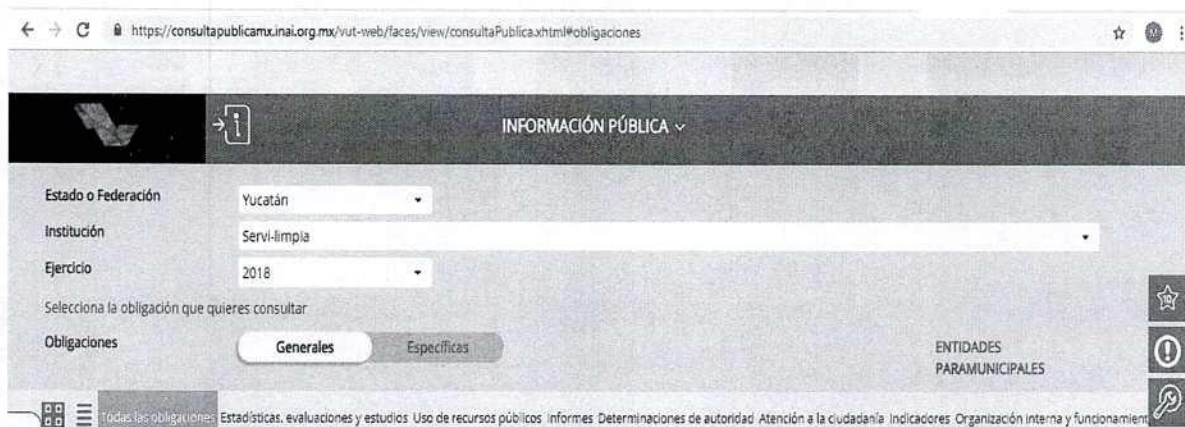 https://consultapublicamx.inai.org.mx/vut-web/faces/view/consultaPublica.xhtml#obligaciones
INFORMACIÓN PÚBLICA
Estado o Federación
Yucatán
Institución
Servi-limpia
Ejercicio
2018
Selecciona la obligación que quieres consultar
Obligaciones
Generales
Específicas
ENTIDADES
PARAMUNICIPALES
Todas las obligaciones Estadísticas, evaluaciones y estudios Uso de recursos públicos Informes Determinaciones de autoridad Atención a la ciudadanía Indicadores Organización interna y funcionamient